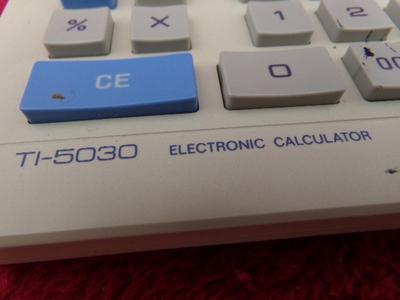 % X 1 2
CE 0 00
TI-5030 ELECTRONIC CALCULATOR